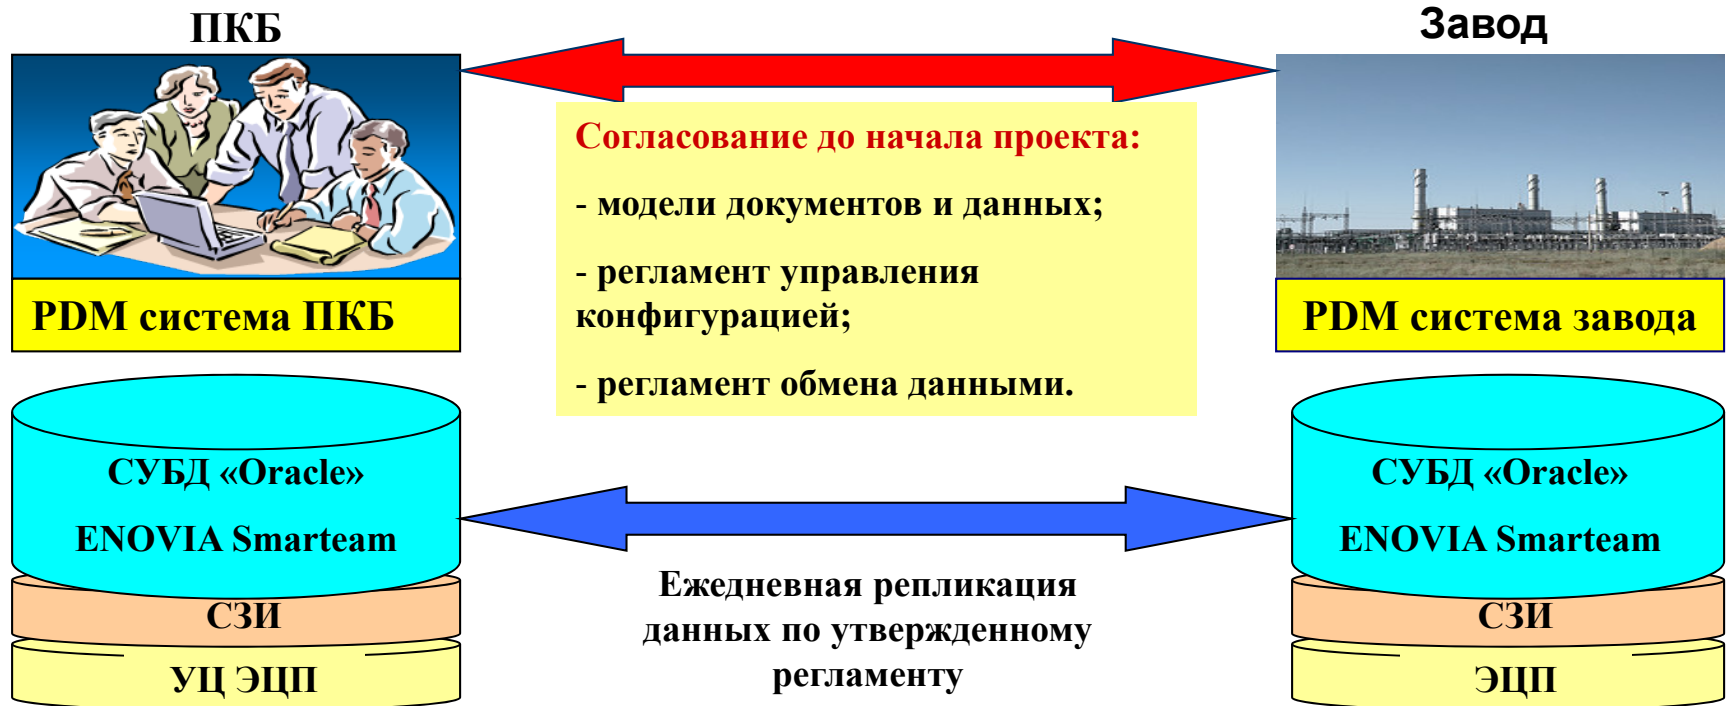 ПКБ
Завод
Согласование до начала проекта:
- модели документов и данных;
- регламент управления
конфигурацией;
- регламент обмена данными.
PDM система ПКБ
PDM система завода
СУБД «Oracle»
ENOVIA Smarteam
СЗИ
УЦ ЭЦП
Ежедневная репликация
данных по утвержденному
регламенту
СУБД «Oracle»
ENOVIA Smarteam
СЗИ
ЭЦП